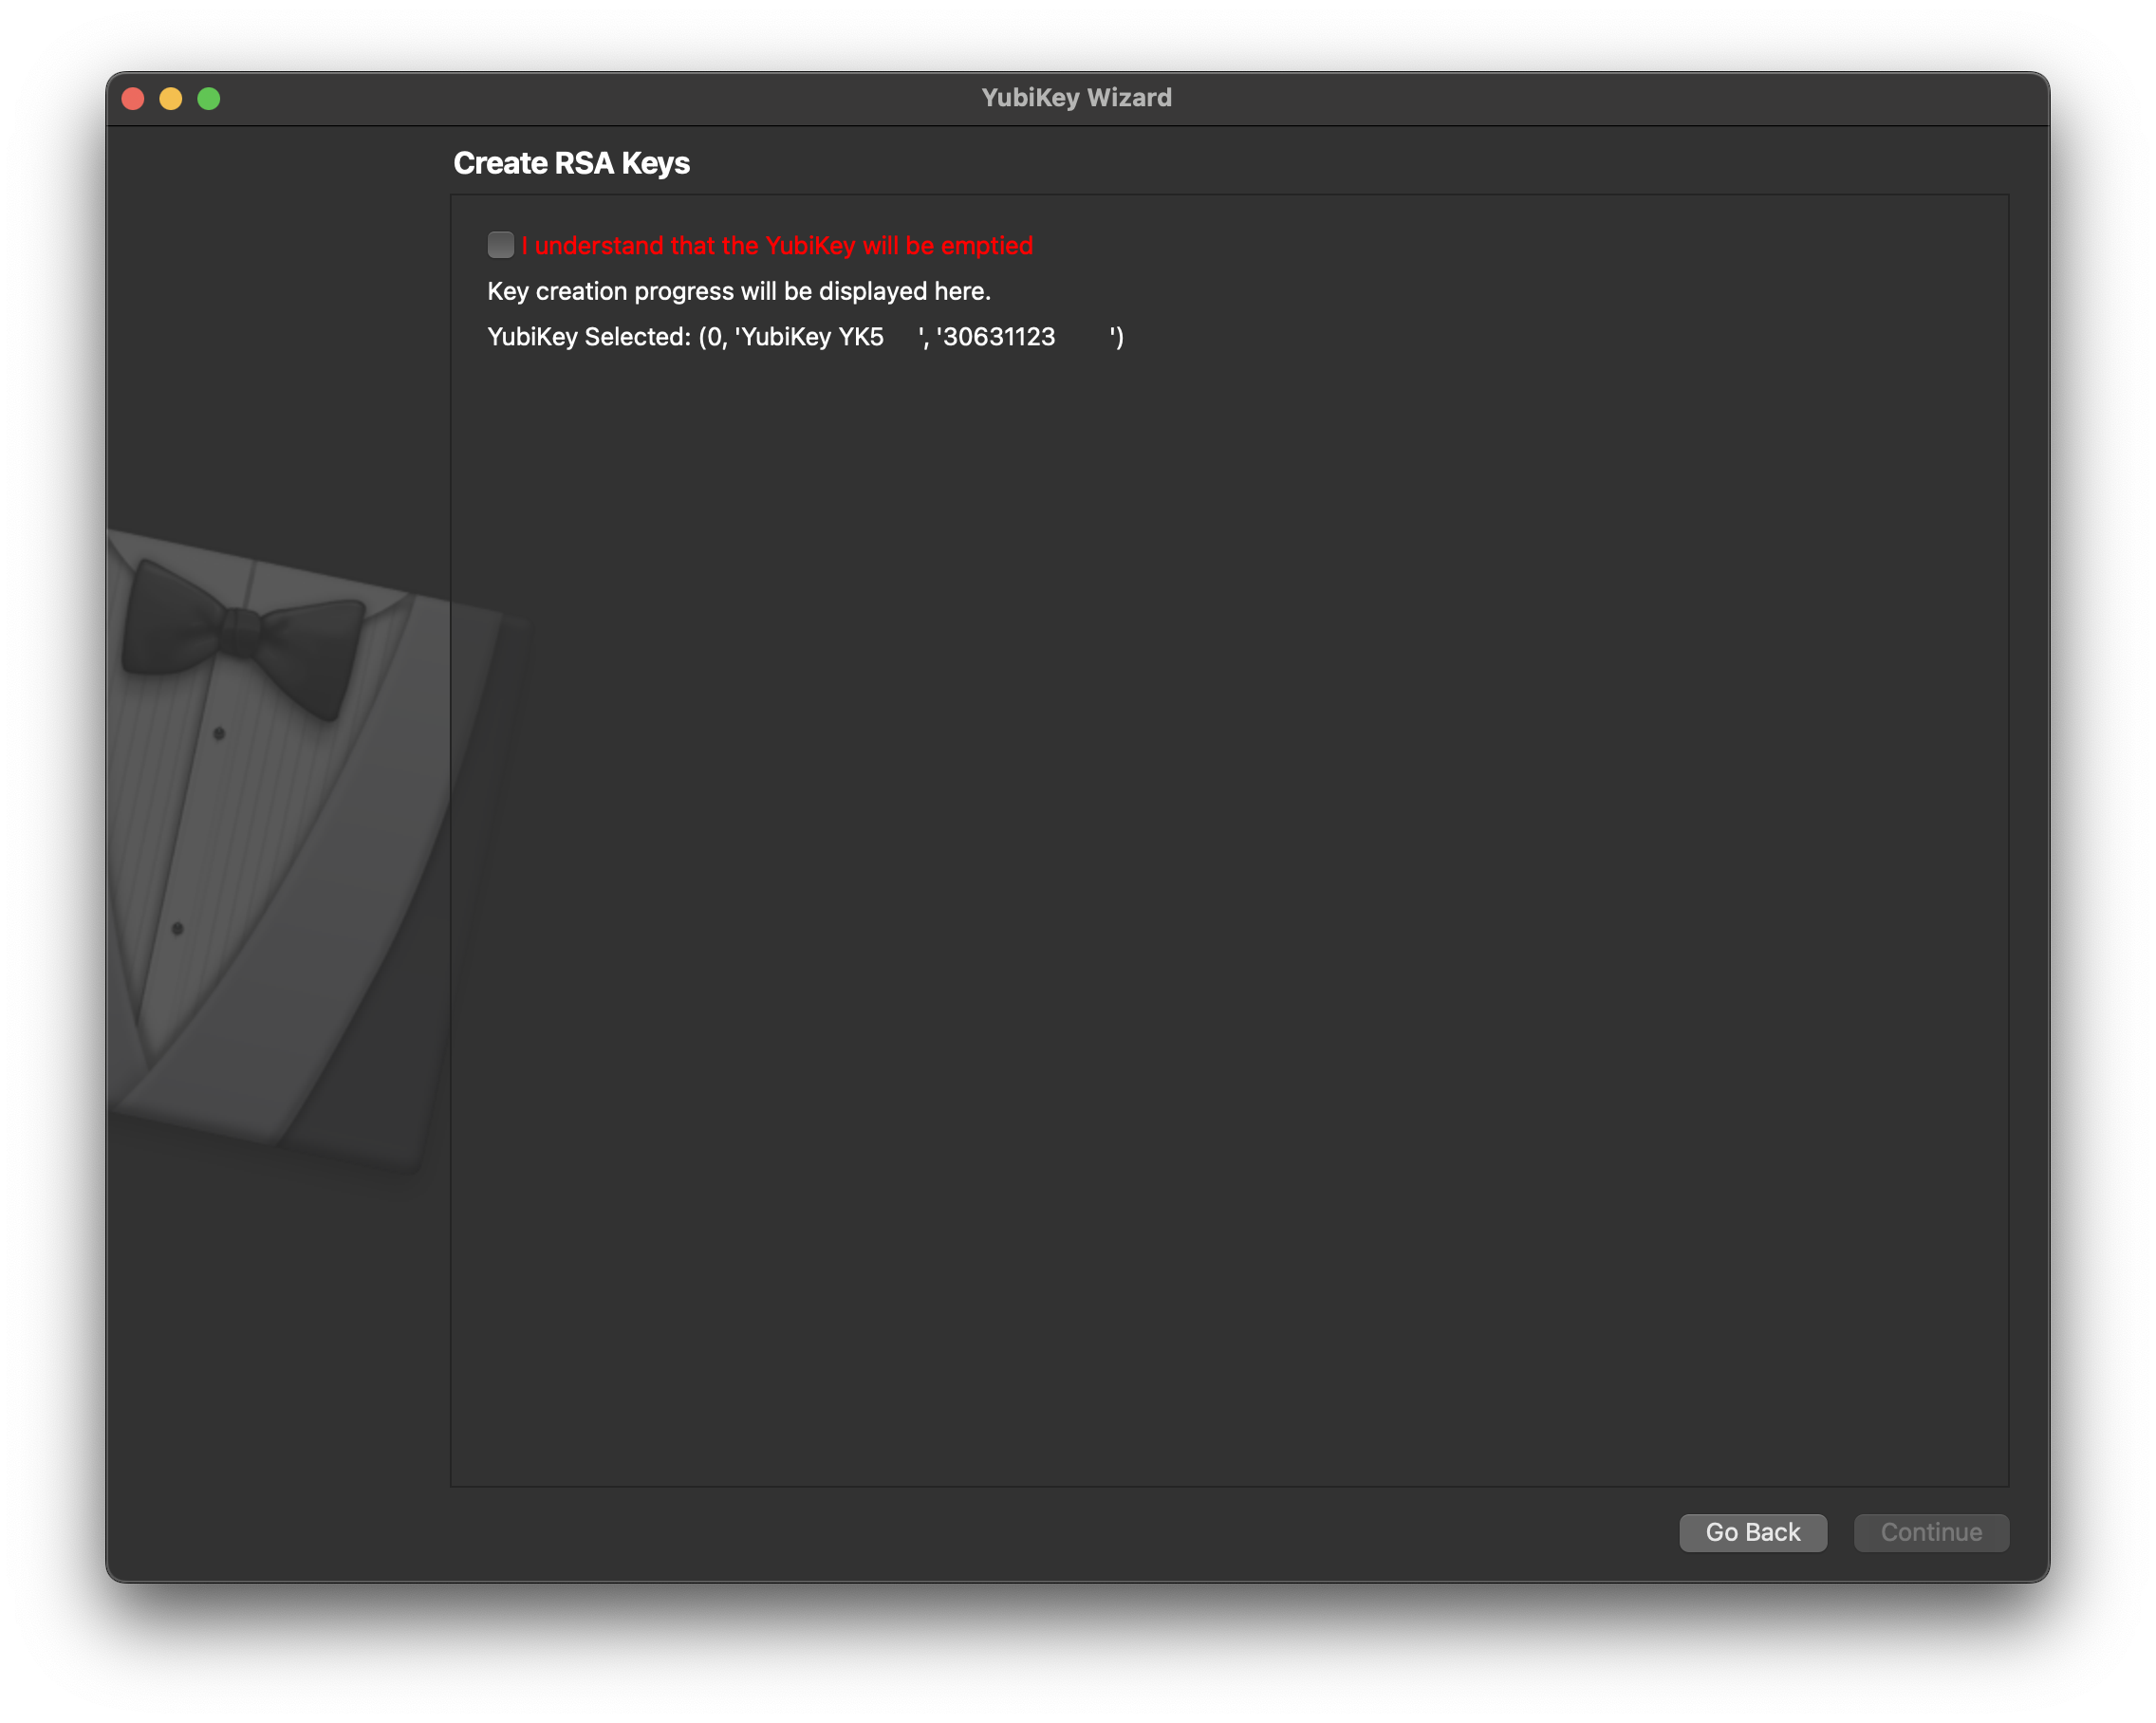 YubiKey Wizard
Create RSA Keys
I understand that the YubiKey will be emptied
Key creation progress will be displayed here.
YubiKey Selected: (0, 'YubiKey YK5     ', '30631123        ')
Go Back
Continue